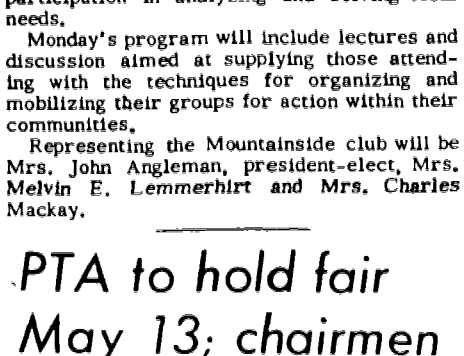 participation in analyzing and solving
needs.
Monday's program will include lectures and
discussion aimed at supplying those attend-
ing with the techniques for organizing and
mobilizing their groups for action within their
communities.
Representing the Mountainside club will be
Mrs. John Angleman, president-elect, Mrs.
Melvin E. Lemmerhirt and Mrs. Charles
Mackay.
PTA to hold fair
May 13; chairmen